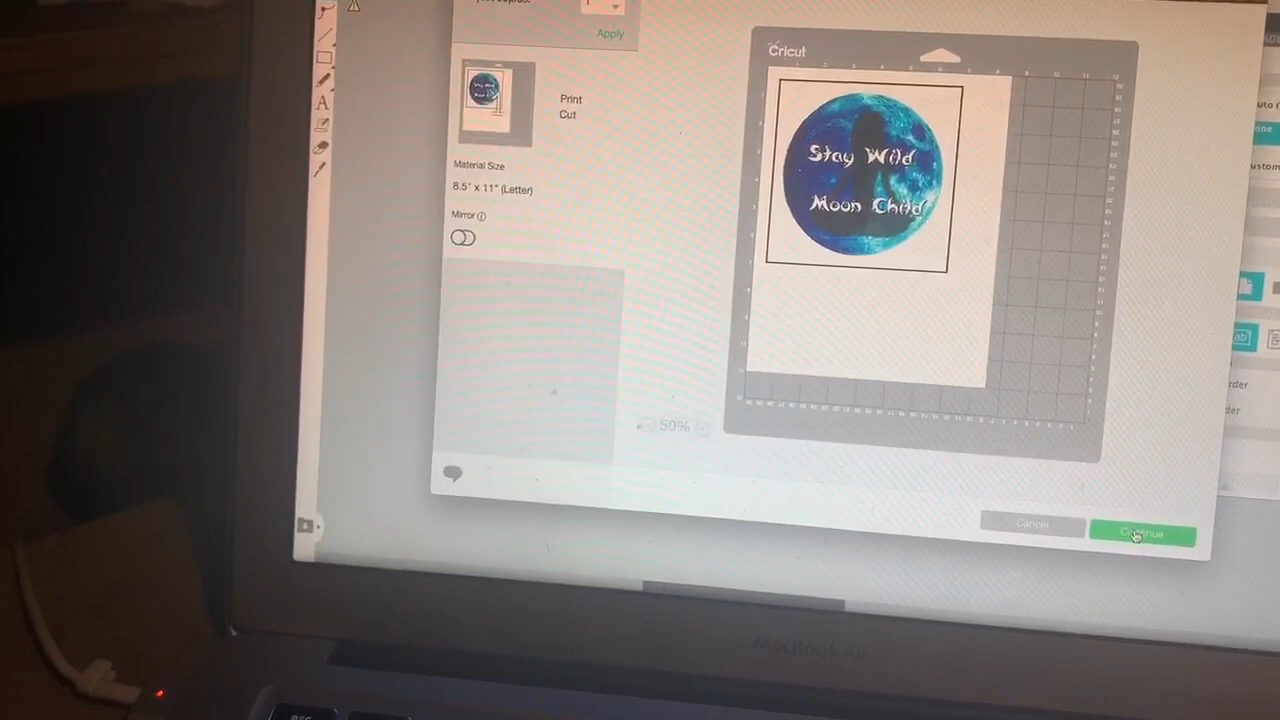 Apply
Print
Cut
Material Size
8.5" x 11" (Letter)
Mirror
50%
Cricut
Stay Wild
Moon Child
Cancel
Continue
MacBook Air
esc